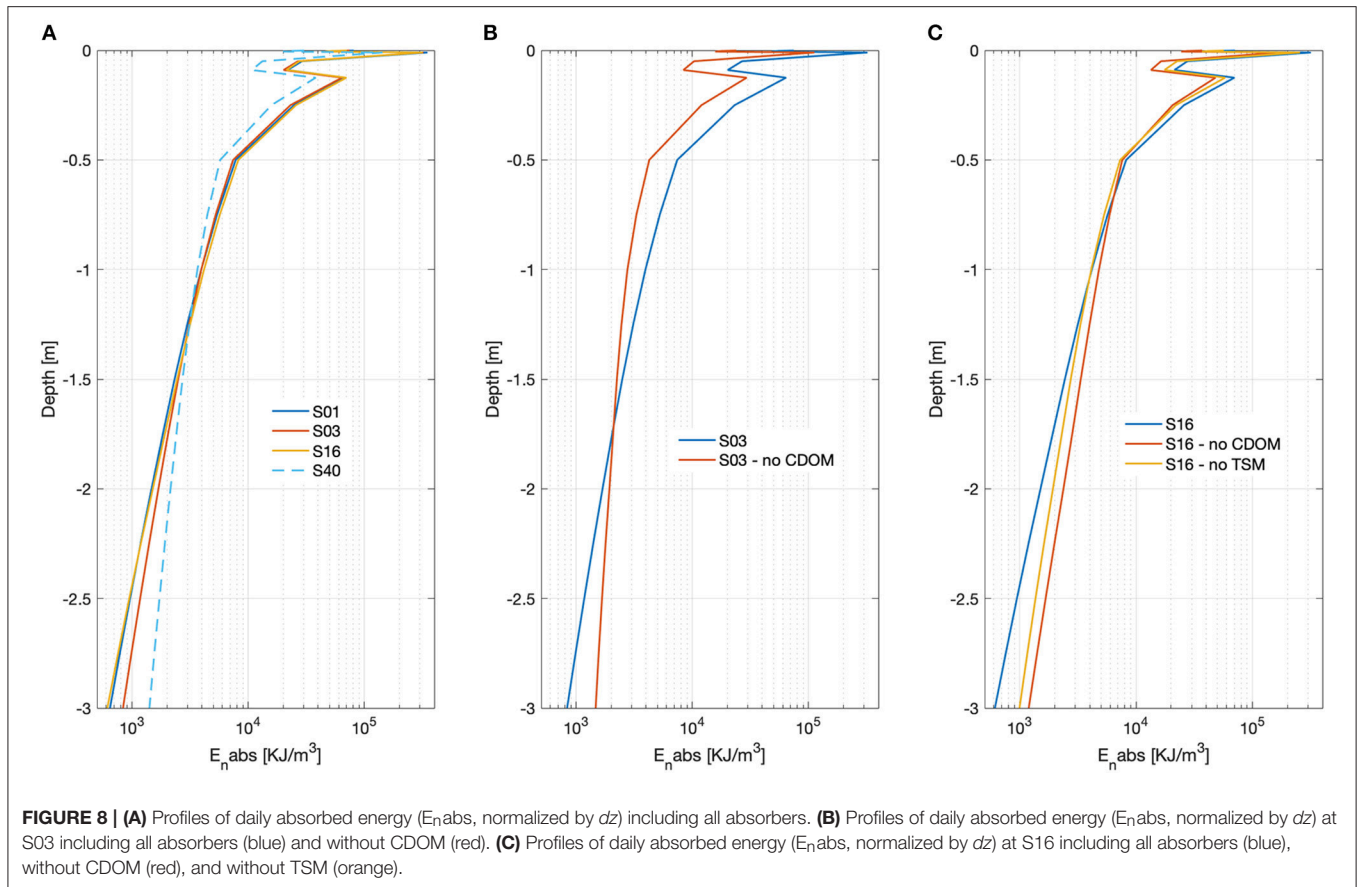 A
0
-0.5
-1
-1.5
-2
-2.5
-3
Depth [m]
S01
S03
S16
S40
10³
10⁴
10⁵
Eₙabs [KJ/m³]
B
0
-0.5
-1
-1.5
-2
-2.5
-3
Depth [m]
S03
S03 - no CDOM
10³
10⁴
10⁵
Eₙabs [KJ/m³]
C
0
-0.5
-1
-1.5
-2
-2.5
-3
Depth [m]
S16
S16 - no CDOM
S16 - no TSM
10³
10⁴
10⁵
Eₙabs [KJ/m³]
FIGURE 8 | (A) Profiles of daily absorbed energy (Eₙabs, normalized by dz) including all absorbers. (B) Profiles of daily absorbed energy (Eₙabs, normalized by dz) at
S03 including all absorbers (blue) and without CDOM (red). (C) Profiles of daily absorbed energy (Eₙabs, normalized by dz) at S16 including all absorbers (blue),
without CDOM (red), and without TSM (orange).